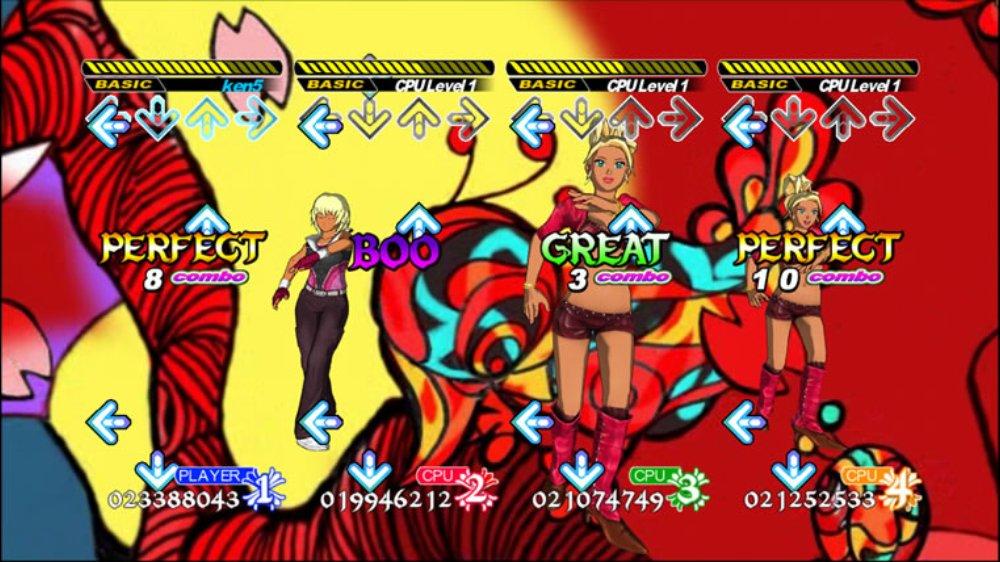 BASIC ken5
BASIC CPU Level 1
BASIC CPU Level 1
BASIC CPU Level 1
PERFECT
8 combo
BOO
GREAT
3 combo
PERFECT
10 combo
PLAYER 1
023388043
CPU 2
019946212
CPU 3
021074749
CPU 4
021252533